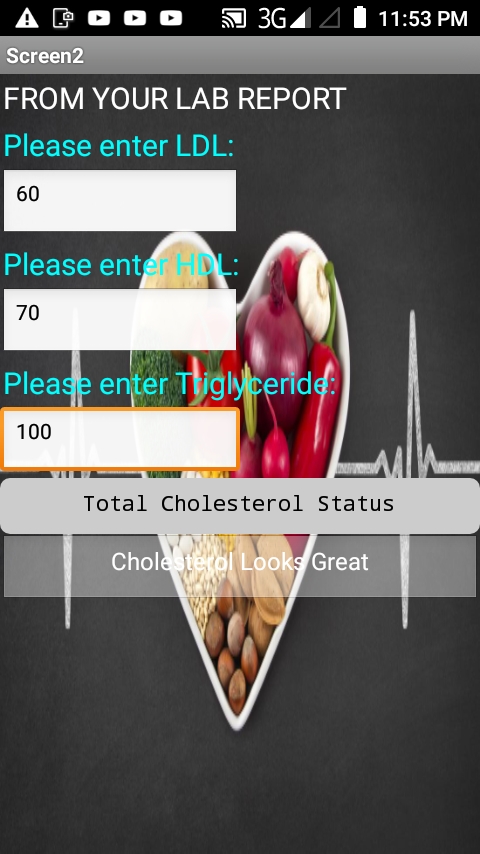 3G 11:53 PM
Screen2
FROM YOUR LAB REPORT
Please enter LDL:
60
Please enter HDL:
70
Please enter Triglyceride:
100
Total Cholesterol Status
Cholesterol Looks Great